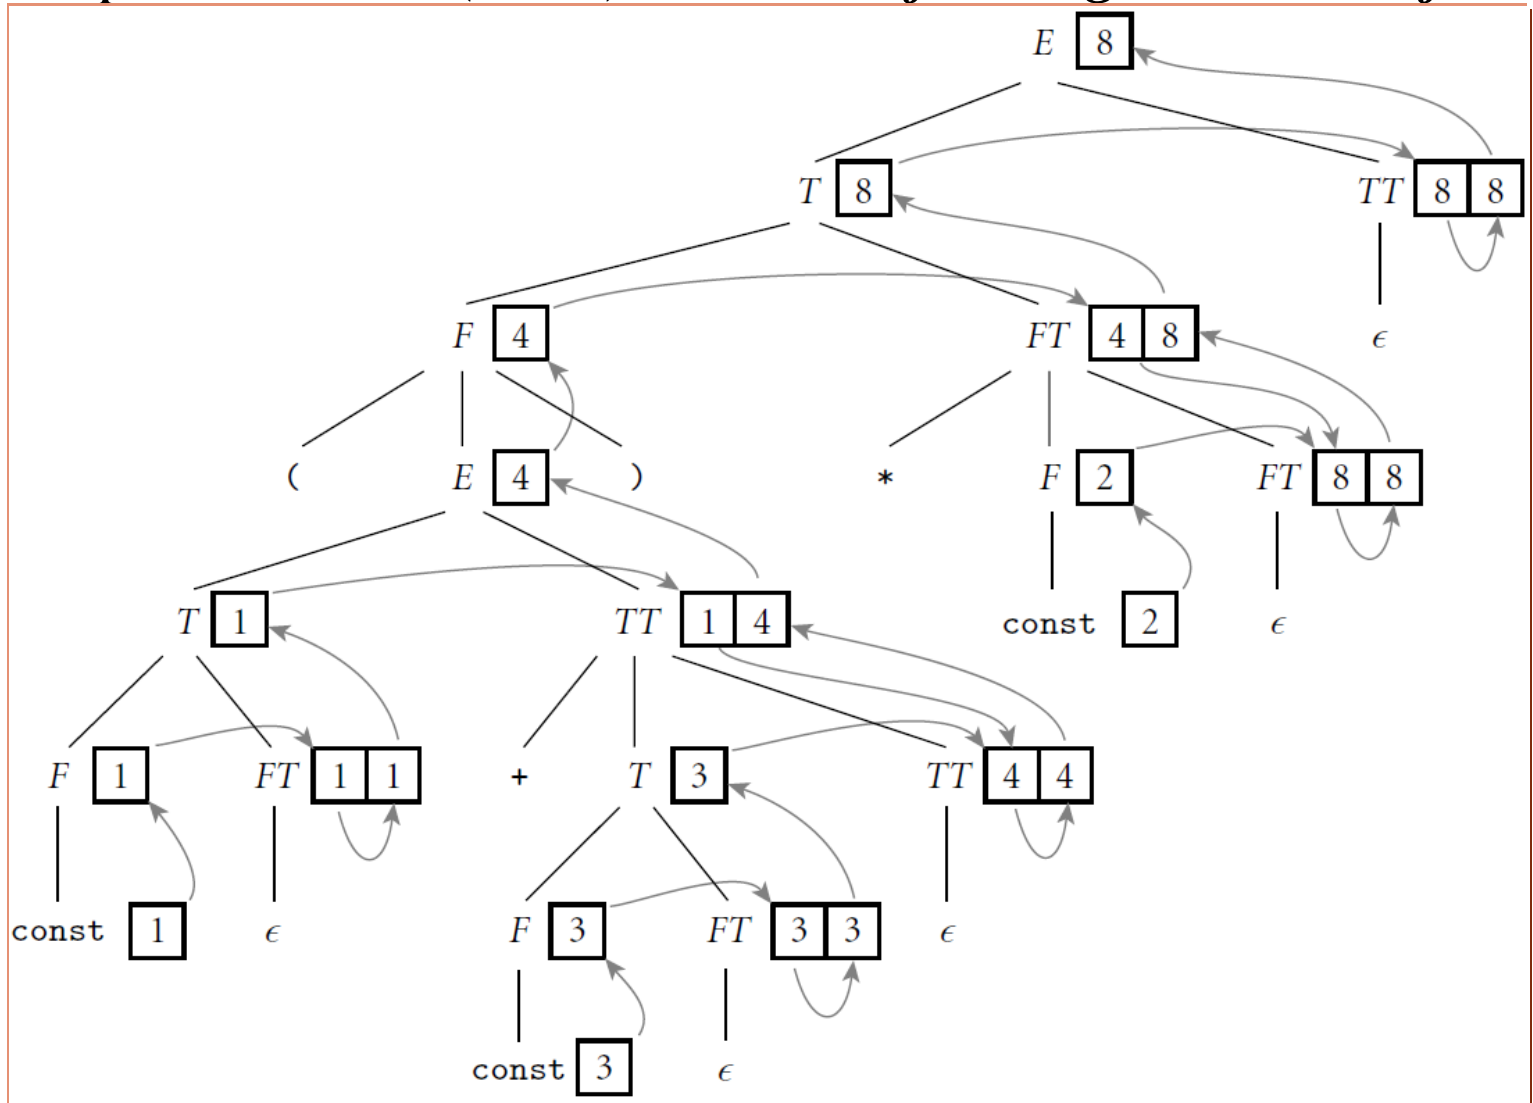 E 8
T 8 TT 8 8
F 4 FT 4 8 ϵ
( E 4 ) * F 2 FT 8 8
T 1 TT 1 4 const 2 ϵ
F 1 FT 1 1 + T 3 TT 4 4
const 1 ϵ F 3 FT 3 3 ϵ
const 3 ϵ